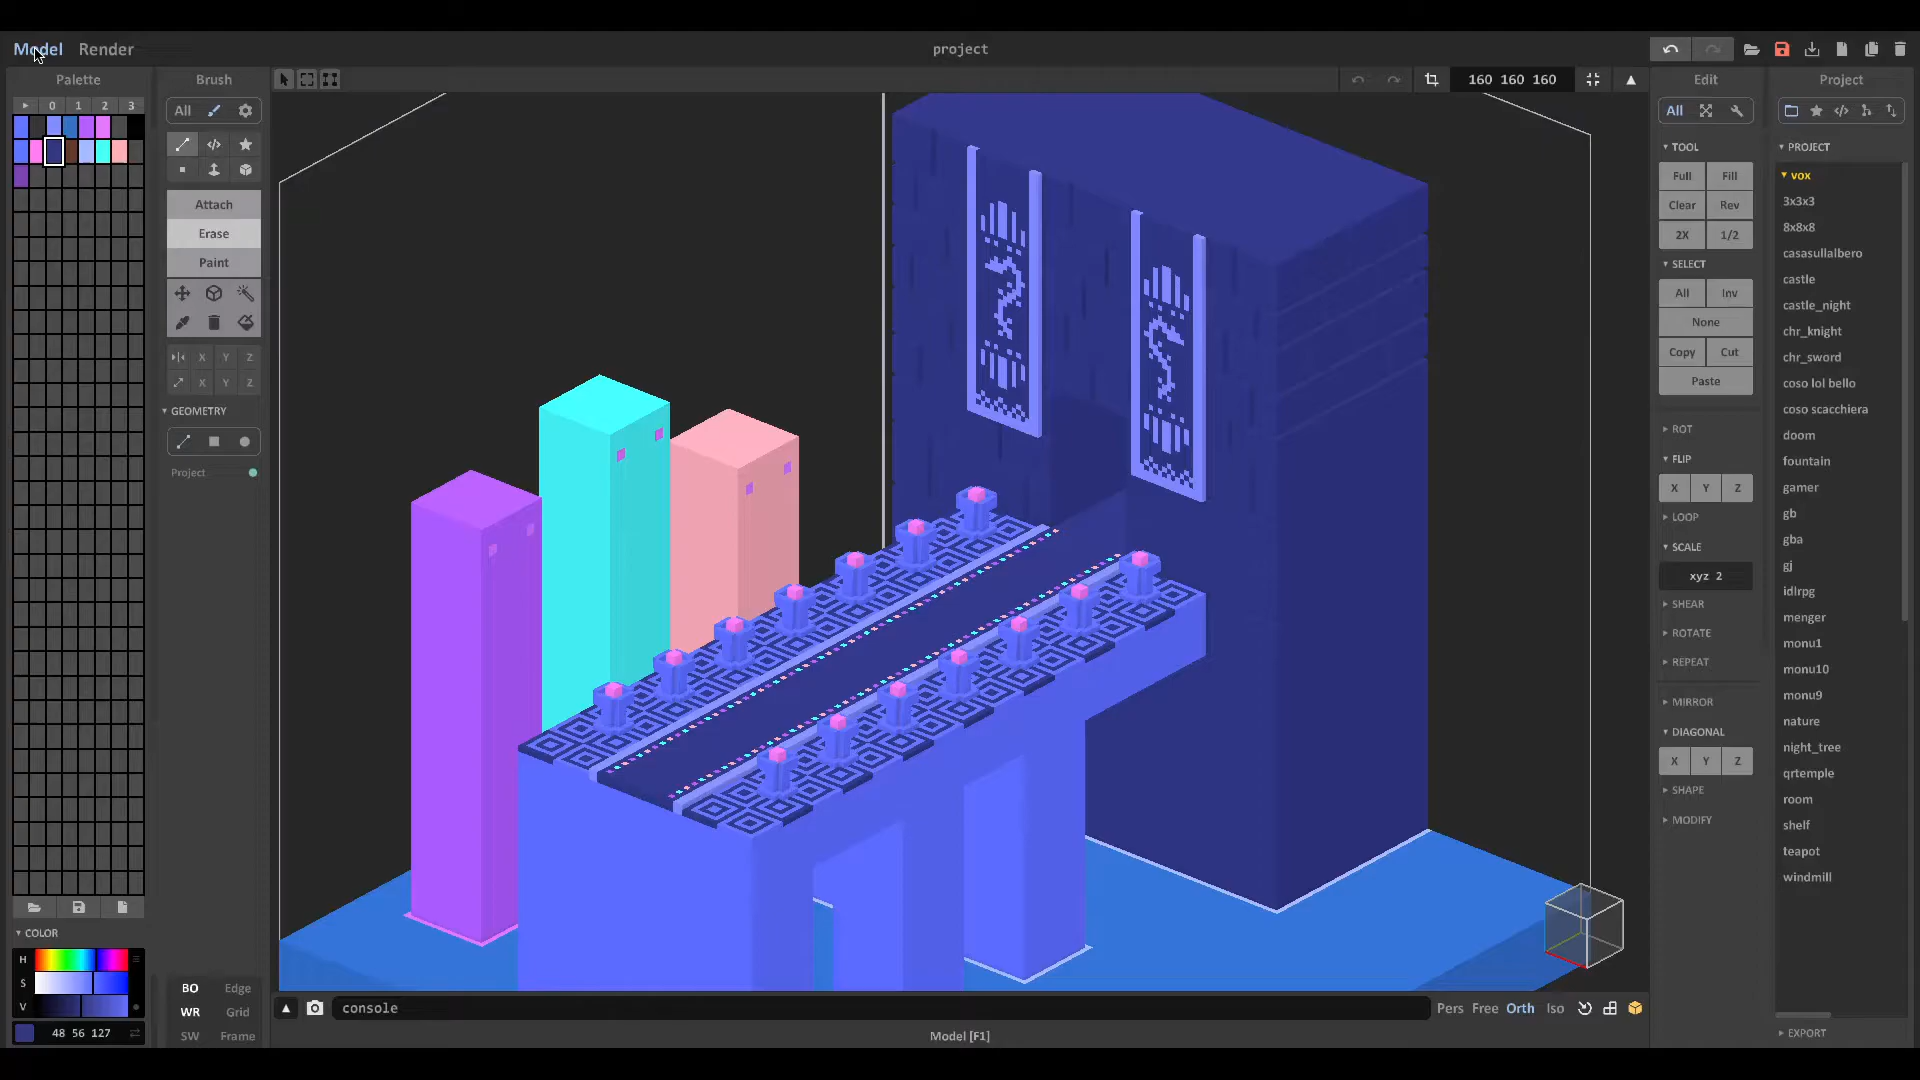 Model Render project
Palette Brush 160 160 160 Edit Project
0 1 2 3 All All
TOOL PROJECT
Full Fill vox
Attach Clear Rev 3x3x3
Erase 2X 1/2 8x8x8
Paint SELECT casasullalbero
All Inv castle
None castle_night
Copy Cut chr_knight
X Y Z Paste chr_sword
X Y Z coso lol bello
GEOMETRY ROT coso scacchiera
Project FLIP doom
X Y Z fountain
LOOP gamer
SCALE gb
xyz 2 gba
SHEAR gj
ROTATE idlrpg
REPEAT menger
MIRROR monu1
DIAGONAL monu10
X Y Z monu9
SHAPE nature
MODIFY night_tree
qrtemple
room
shelf
teapot
windmill
COLOR
H
S BO Edge
V WR Grid console Pers Free Orth Iso
48 56 127 SW Frame Model [F1] EXPORT